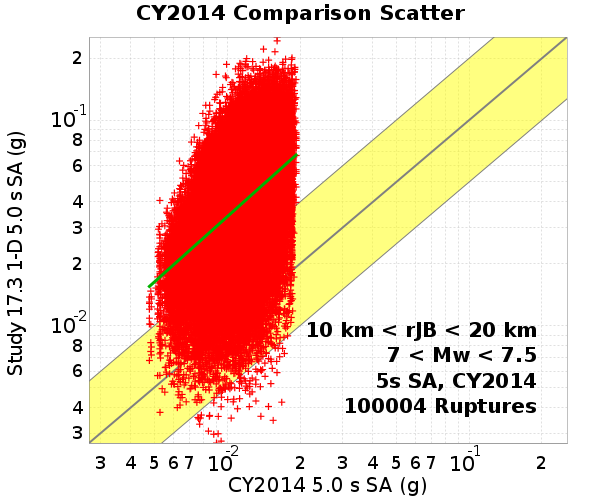 CY2014 Comparison Scatter
Study 17.3 1-D 5.0 s SA (g)
2
10-1
8
6
4
3
2
10-2
8
6
4
3
10 km < rJB < 20 km
7 < Mw < 7.5
5s SA, CY2014
100004 Ruptures
3 4 5 6 7 10-2 2 3 4 5 6 7 10-1 2
CY2014 5.0 s SA (g)